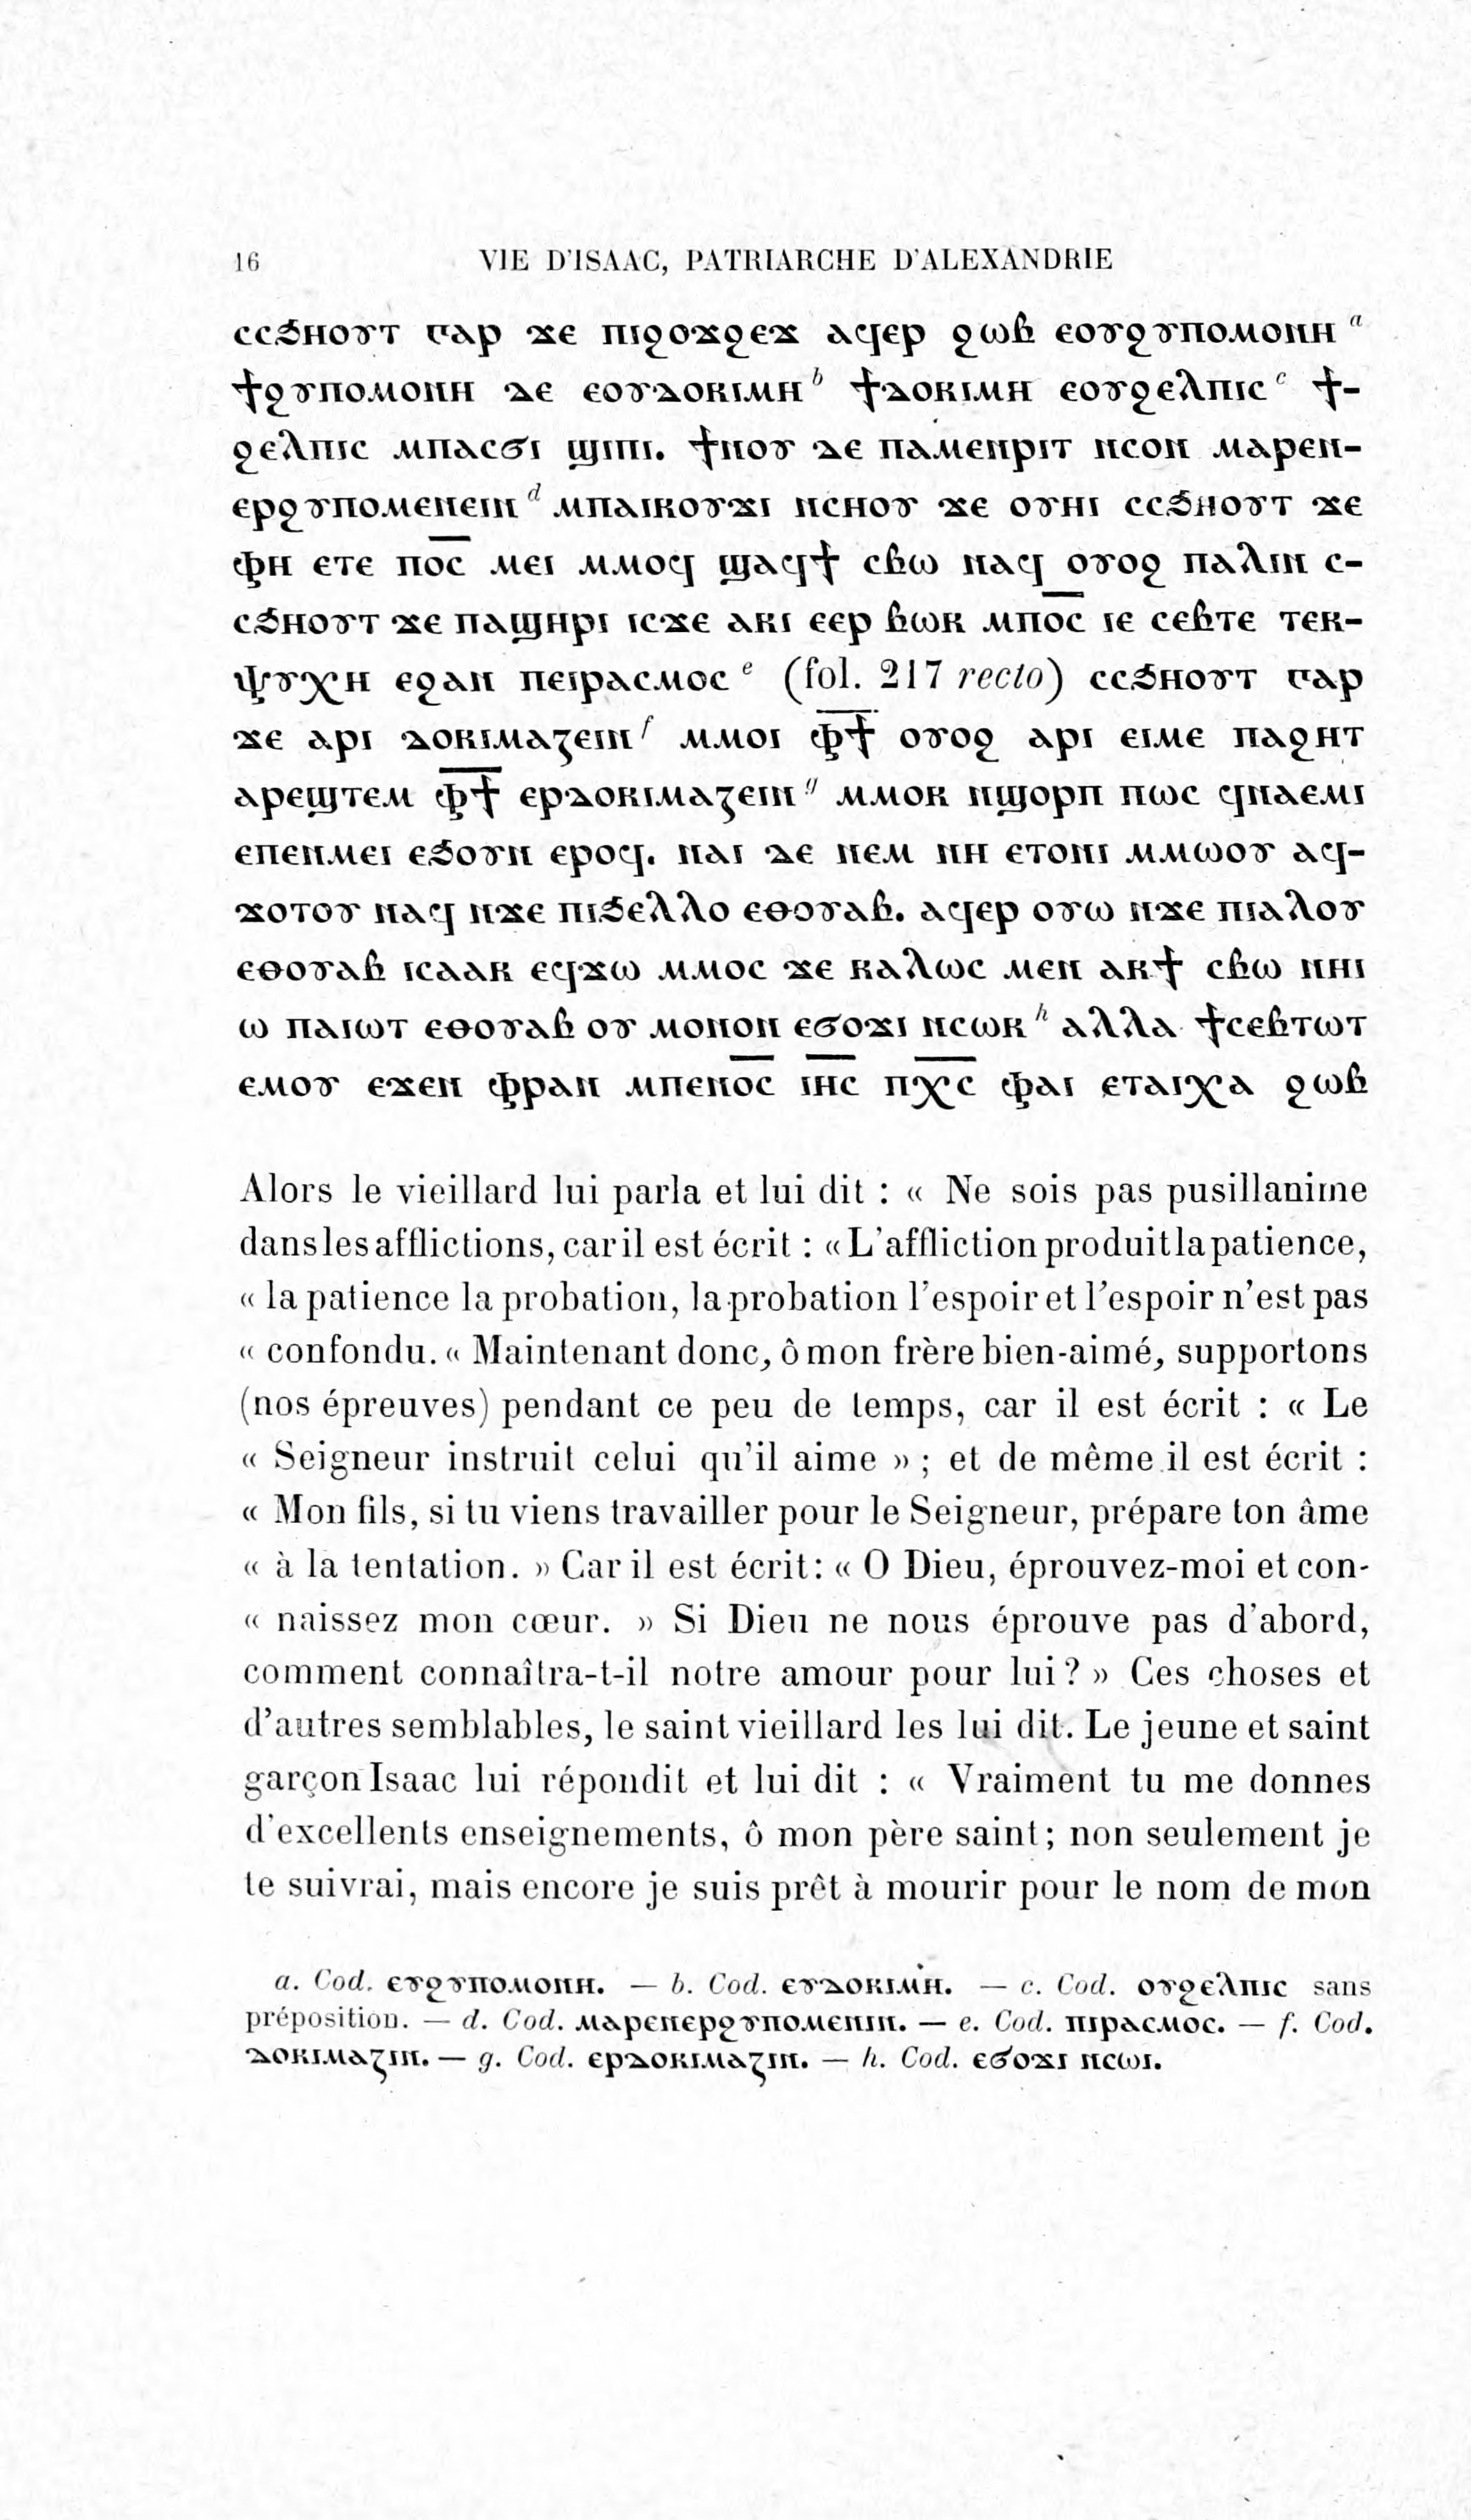 16 VIE D'ISAAC, PATRIARCHE D'ALEXANDRIE
ⲥⲥϧⲏⲟⲩⲧ ⲅⲁⲣ ϫⲉ ⲡⲓϩⲟϫϩⲉϫ ⲁϥⲉⲣ ϩⲱⲃ ⲉⲟⲩϩⲩⲡⲟⲙⲟⲛⲏ a
ϯϩⲩⲡⲟⲙⲟⲛⲏ ⲇⲉ ⲉⲟⲩⲇⲟⲕⲓⲙⲏ b ϯⲇⲟⲕⲓⲙⲏ ⲉⲟⲩϩⲉⲗⲡⲓⲥ c ϯ-
ϩⲉⲗⲡⲓⲥ ⲙⲡⲁⲥϭⲓ ϣⲓⲡⲓ. ϯⲛⲟⲩ ⲇⲉ ⲡⲁⲙⲉⲛⲣⲓⲧ ⲛⲥⲟⲛ ⲙⲁⲣⲉⲛ-
ⲉⲣϩⲩⲡⲟⲙⲉⲛⲉⲓⲛ d ⲙⲡⲁⲓⲕⲟⲩϫⲓ ⲛⲥⲏⲟⲩ ϫⲉ ⲟⲩⲏⲓ ⲥⲥϧⲏⲟⲩⲧ ϫⲉ
ⲫⲏ ⲉⲧⲉ ⲡⲟ̅ⲥ̅ ⲙⲉⲓ ⲙⲙⲟϥ ϣⲁϥϯ ⲥⲃⲱ ⲛⲁϥ ⲟⲩⲟϩ ⲡⲁⲗⲓⲛ ⲥ-
ⲥϧⲏⲟⲩⲧ ϫⲉ ⲡⲁϣⲏⲣⲓ ⲓⲥϫⲉ ⲁⲕⲓ ⲉⲉⲣ ⲃⲱⲕ ⲙⲡⲟ̅ⲥ̅ ⲓⲉ ⲥⲉⲃⲧⲉ ⲧⲉⲕ-
ⲯⲩⲭⲏ ⲉϩⲁⲛ ⲡⲉⲓⲣⲁⲥⲙⲟⲥ e (fol. 217 recto) ⲥⲥϧⲏⲟⲩⲧ ⲅⲁⲣ
ϫⲉ ⲁⲣⲓ ⲇⲟⲕⲓⲙⲁⲍⲉⲓⲛ f ⲙⲙⲟⲓ ⲫ̅ϯ̅ ⲟⲩⲟϩ ⲁⲣⲓ ⲉⲓⲙⲉ ⲡⲁϩⲏⲧ
ⲁⲣⲉϣⲧⲉⲙ ⲫ̅ϯ̅ ⲉⲣⲇⲟⲕⲓⲙⲁⲍⲉⲓⲛ g ⲙⲙⲟⲕ ⲛϣⲟⲣⲡ ⲡⲱⲥ ϥⲛⲁⲉⲙⲓ
ⲉⲡⲉⲛⲙⲉⲓ ⲉϧⲟⲩⲛ ⲉⲣⲟϥ. ⲛⲁⲓ ⲇⲉ ⲛⲉⲙ ⲛⲏ ⲉⲧⲟⲛⲓ ⲙⲙⲱⲟⲩ ⲁϥ-
ϫⲟⲧⲟⲩ ⲛⲁϥ ⲛϫⲉ ⲡⲓϧⲉⲗⲗⲟ ⲉⲑⲟⲩⲁⲃ. ⲁϥⲉⲣ ⲟⲩⲱ ⲛϫⲉ ⲡⲓⲁⲗⲟⲩ
ⲉⲑⲟⲩⲁⲃ ⲓⲥⲁⲁⲕ ⲉϥϫⲱ ⲙⲙⲟⲥ ϫⲉ ⲕⲁⲗⲱⲥ ⲙⲉⲛ ⲁⲕϯ ⲥⲃⲱ ⲛⲏⲓ
ⲱ ⲡⲁⲓⲱⲧ ⲉⲑⲟⲩⲁⲃ ⲟⲩ ⲙⲟⲛⲟⲛ ⲉϭⲟϫⲓ ⲛⲥⲱⲕ h ⲁⲗⲗⲁ ϯⲥⲉⲃⲧⲱⲧ
ⲉⲙⲟⲩ ⲉϫⲉⲛ ⲫⲣⲁⲛ ⲙⲡⲉⲛⲟ̅ⲥ̅ ⲓ̅ⲏ̅ⲥ̅ ⲡ̅ⲭ̅ⲥ̅ ⲫⲁⲓ ⲉⲧⲁⲓⲭⲁ ϩⲱⲃ
Alors le vieillard lui parla et lui dit : « Ne sois pas pusillanime
dans les afflictions, car il est écrit : « L'affliction produit la patience,
« la patience la probation, la probation l'espoir et l'espoir n'est pas
« confondu. « Maintenant donc, ô mon frère bien-aimé, supportons
(nos épreuves) pendant ce peu de temps, car il est écrit : « Le
« Seigneur instruit celui qu'il aime » ; et de même il est écrit :
« Mon fils, si tu viens travailler pour le Seigneur, prépare ton âme
« à la tentation. » Car il est écrit : « O Dieu, éprouvez-moi et con-
« naissez mon cœur. » Si Dieu ne nous éprouve pas d'abord,
comment connaîtra-t-il notre amour pour lui ? » Ces choses et
d'autres semblables, le saint vieillard les lui dit. Le jeune et saint
garçon Isaac lui répondit et lui dit : « Vraiment tu me donnes
d'excellents enseignements, ô mon père saint; non seulement je
te suivrai, mais encore je suis prêt à mourir pour le nom de mon
a. Cod. ⲉⲩϩⲩⲡⲟⲙⲟⲛⲏ. — b. Cod. ⲉⲩⲇⲟⲕⲓⲙⲏ. — c. Cod. ⲟⲩϩⲉⲗⲡⲓⲥ sans
préposition. — d. Cod. ⲙⲁⲣⲉⲛⲉⲣϩⲩⲡⲟⲙⲉⲛⲓⲛ. — e. Cod. ⲡⲓⲣⲁⲥⲙⲟⲥ. — f. Cod.
ⲇⲟⲕⲓⲙⲁⲍⲓⲛ. — g. Cod. ⲉⲣⲇⲟⲕⲓⲙⲁⲍⲓⲛ. — h. Cod. ⲉϭⲟϫⲓ ⲛⲥⲱⲓ.